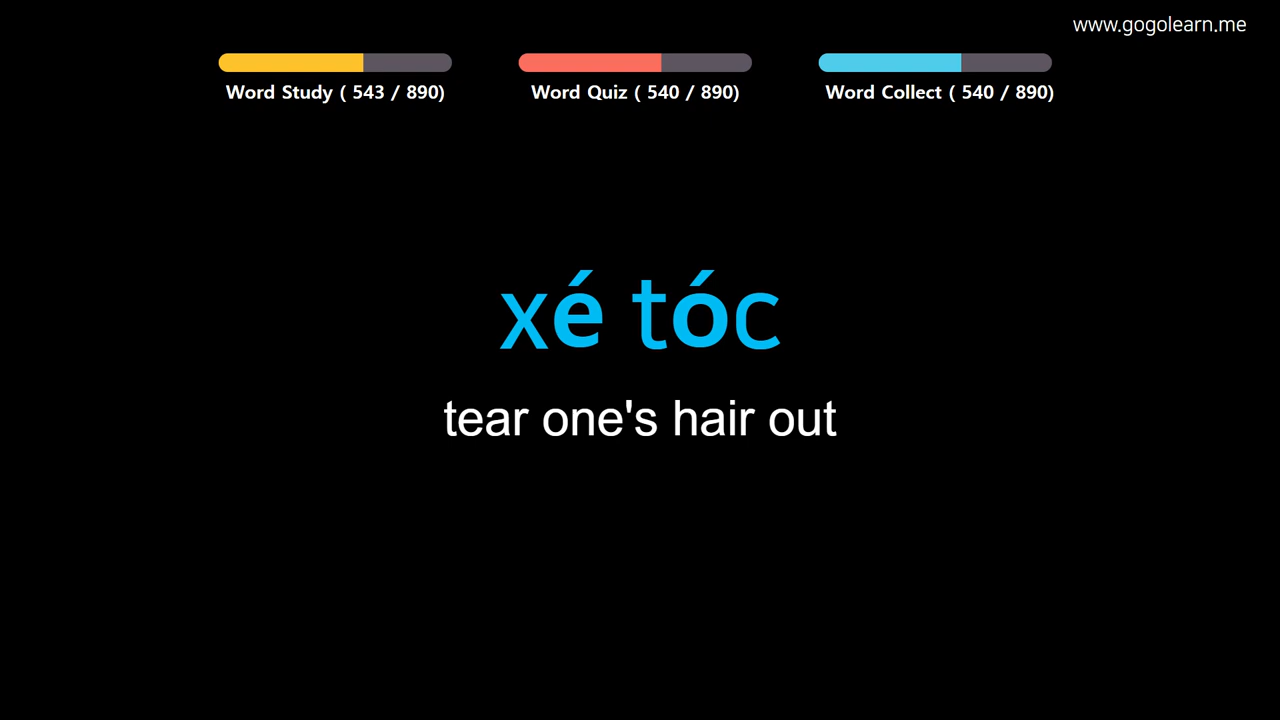 www.gogolearn.me
Word Study ( 543 / 890)
Word Quiz ( 540 / 890)
Word Collect ( 540 / 890)
xé tóc
tear one's hair out